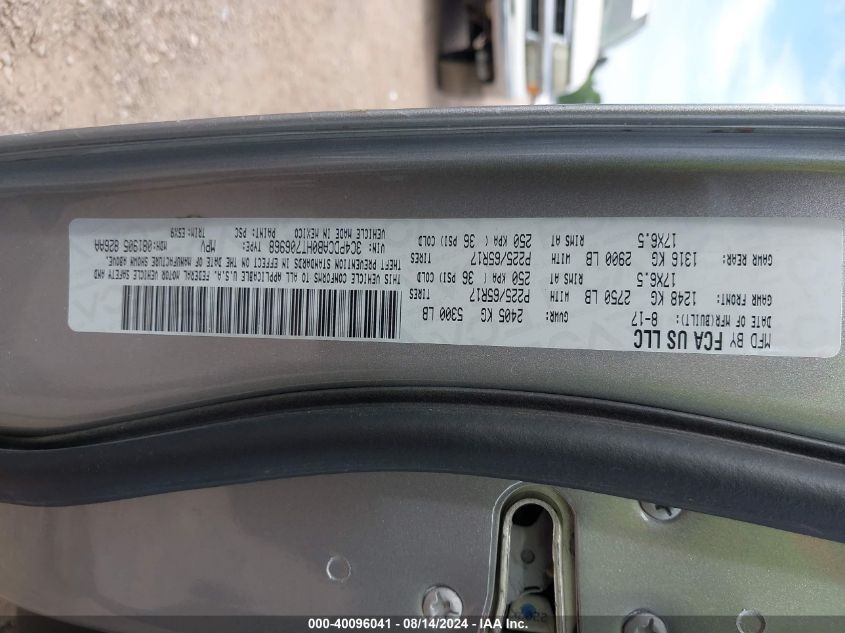 MFD BY FCA US LLC
DATE OF MFR(BUILT): 8-17 GVWR: 2405 KG 5300 LB
GAWR FRONT: 1248 KG 2750 LB WITH P225/65R17 TIRES
17X6.5 RIMS AT 250 KPA ( 36 PSI) COLD
GAWR REAR: 1316 KG 2900 LB WITH P225/65R17 TIRES
17X6.5 RIMS AT 250 KPA ( 36 PSI) COLD
THIS VEHICLE CONFORMS TO ALL APPLICABLE U.S.A. FEDERAL MOTOR VEHICLE SAFETY AND
THEFT PREVENTION STANDARDS IN EFFECT ON THE DATE OF MANUFACTURE SHOWN ABOVE.
VIN: 3C4PDCAB0HT706968 TYPE: MPV MDH:081905 826AA
VEHICLE MADE IN MEXICO PAINT: PSC TRIM:E5X9
000-40096041 - 08/14/2024 - IAA Inc.